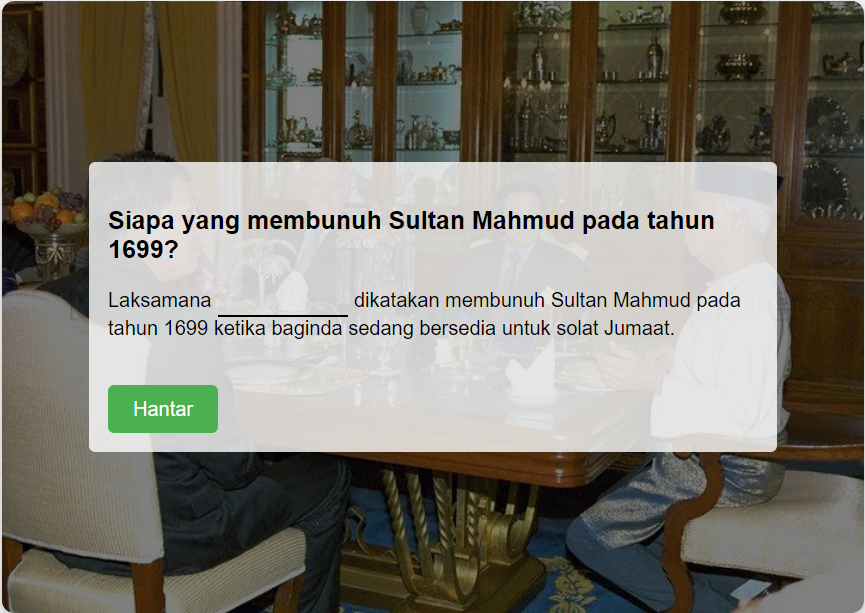 Siapa yang membunuh Sultan Mahmud pada tahun
1699?
Laksamana ____________ dikatakan membunuh Sultan Mahmud pada
tahun 1699 ketika baginda sedang bersedia untuk solat Jumaat.
Hantar